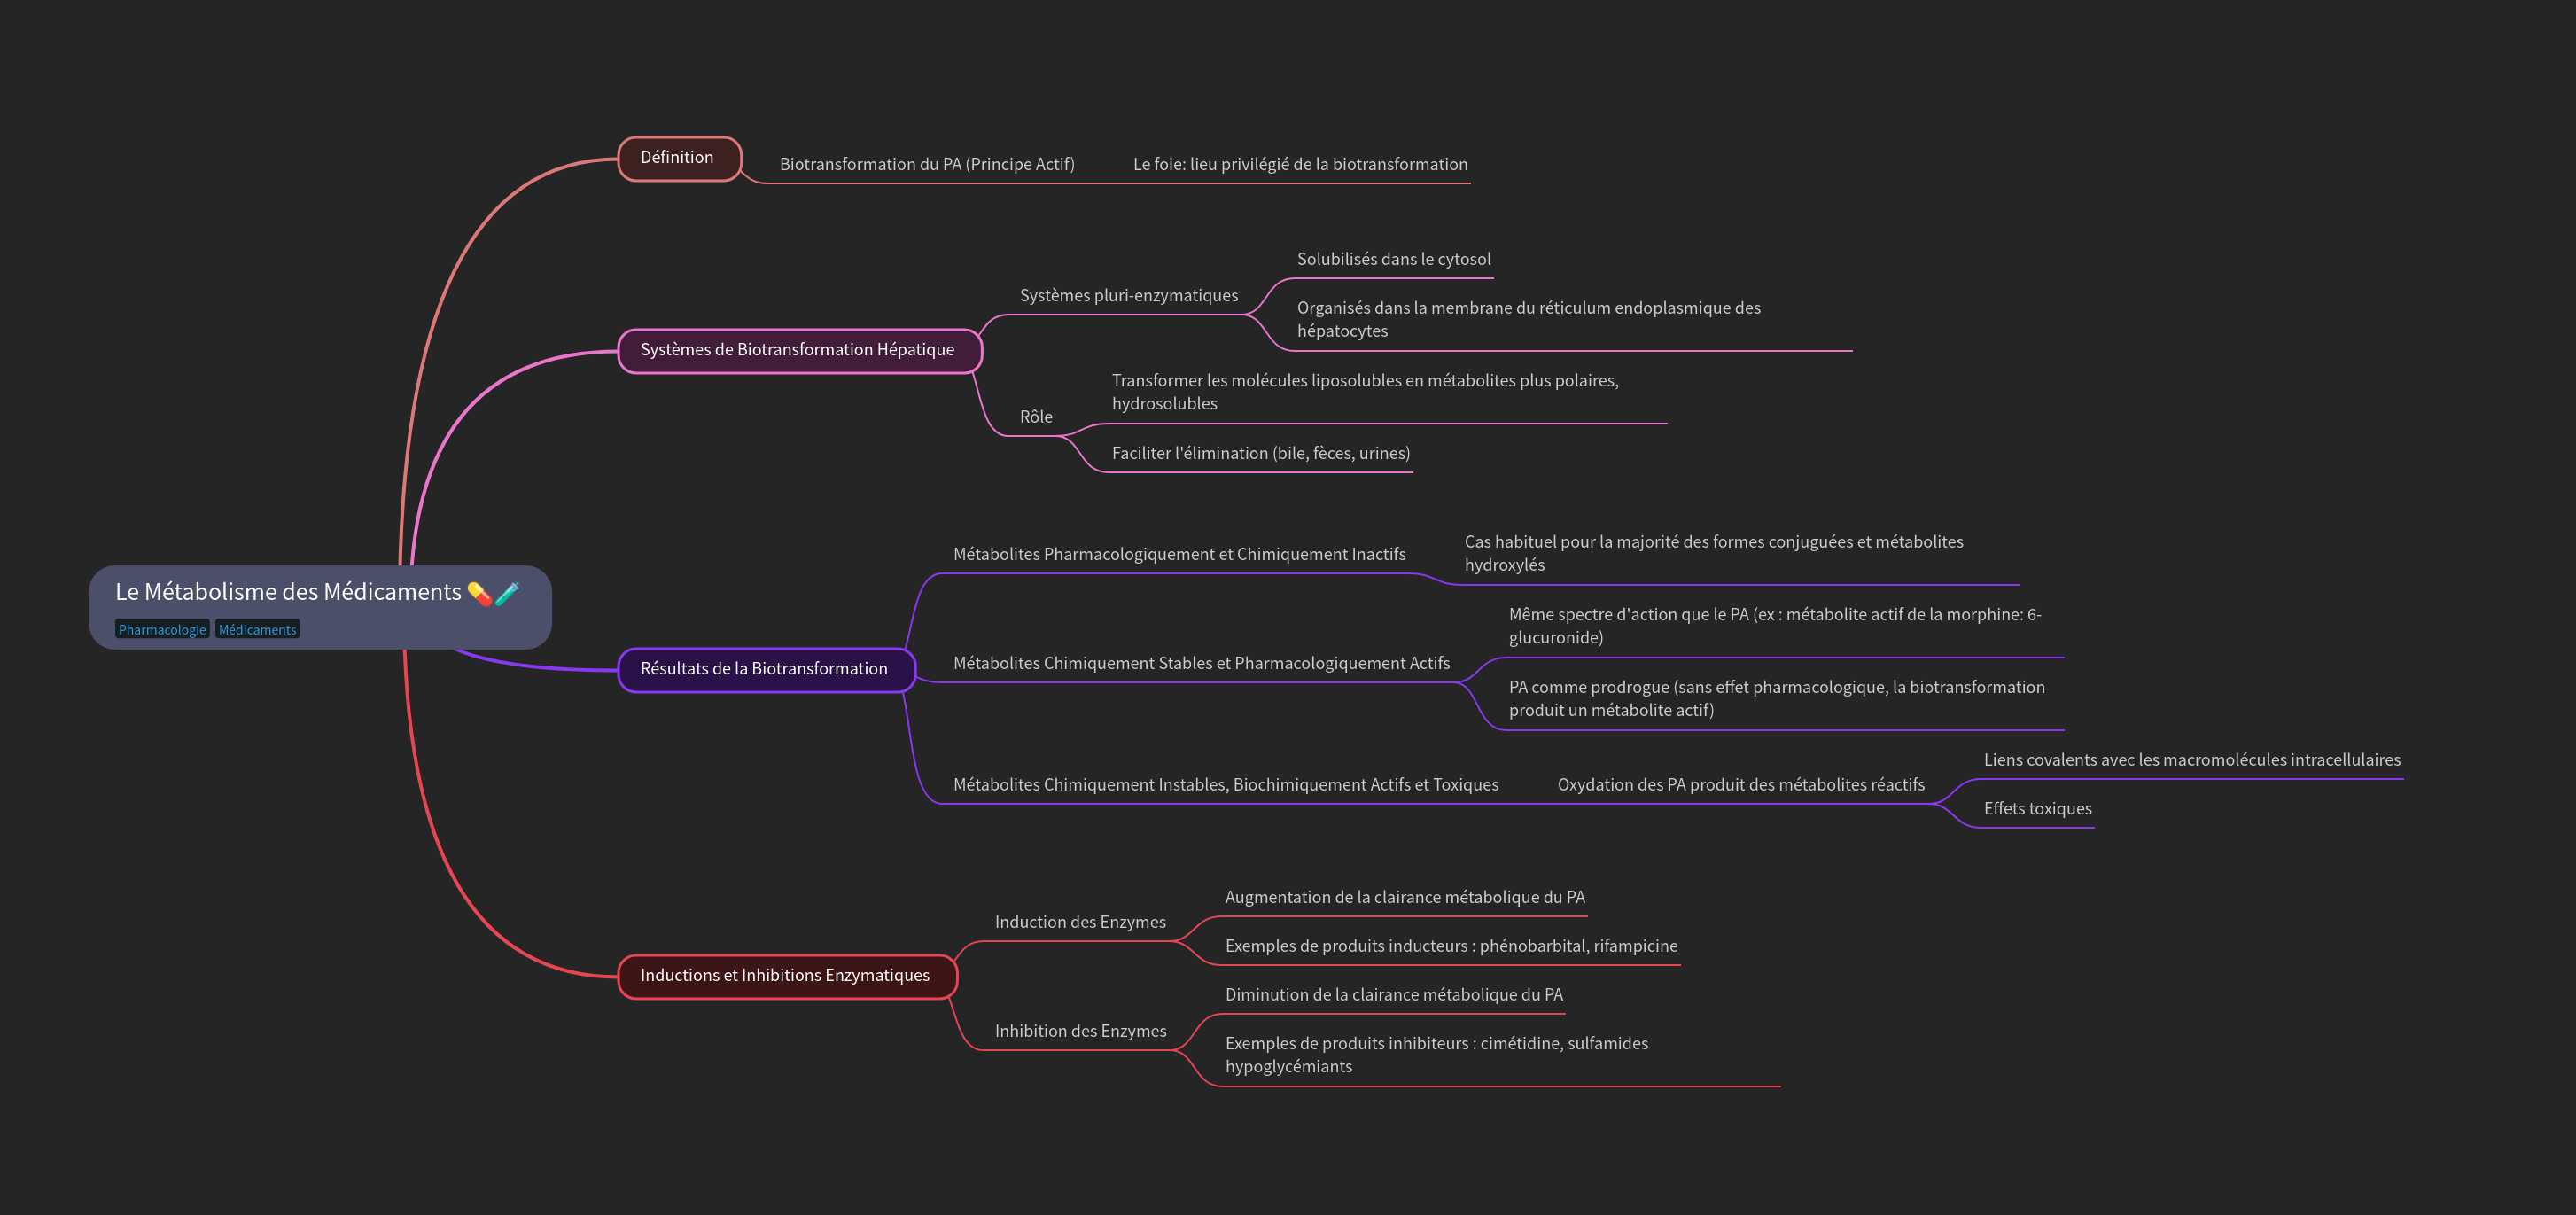 Définition
Biotransformation du PA (Principe Actif)
Le foie: lieu privilégié de la biotransformation
Systèmes de Biotransformation Hépatique
Systèmes pluri-enzymatiques
Solubilisés dans le cytosol
Organisés dans la membrane du réticulum endoplasmique des
hépatocytes
Rôle
Transformer les molécules liposolubles en métabolites plus polaires,
hydrosolubles
Faciliter l'élimination (bile, fèces, urines)
Le Métabolisme des Médicaments 💊🧪
Pharmacologie Médicaments
Résultats de la Biotransformation
Métabolites Pharmacologiquement et Chimiquement Inactifs
Cas habituel pour la majorité des formes conjuguées et métabolites
hydroxylés
Métabolites Chimiquement Stables et Pharmacologiquement Actifs
Même spectre d'action que le PA (ex : métabolite actif de la morphine: 6-
glucuronide)
PA comme prodrogue (sans effet pharmacologique, la biotransformation
produit un métabolite actif)
Métabolites Chimiquement Instables, Biochimiquement Actifs et Toxiques
Oxydation des PA produit des métabolites réactifs
Liens covalents avec les macromolécules intracellulaires
Effets toxiques
Inductions et Inhibitions Enzymatiques
Induction des Enzymes
Augmentation de la clairance métabolique du PA
Exemples de produits inducteurs : phénobarbital, rifampicine
Inhibition des Enzymes
Diminution de la clairance métabolique du PA
Exemples de produits inhibiteurs : cimétidine, sulfamides
hypoglycémiants